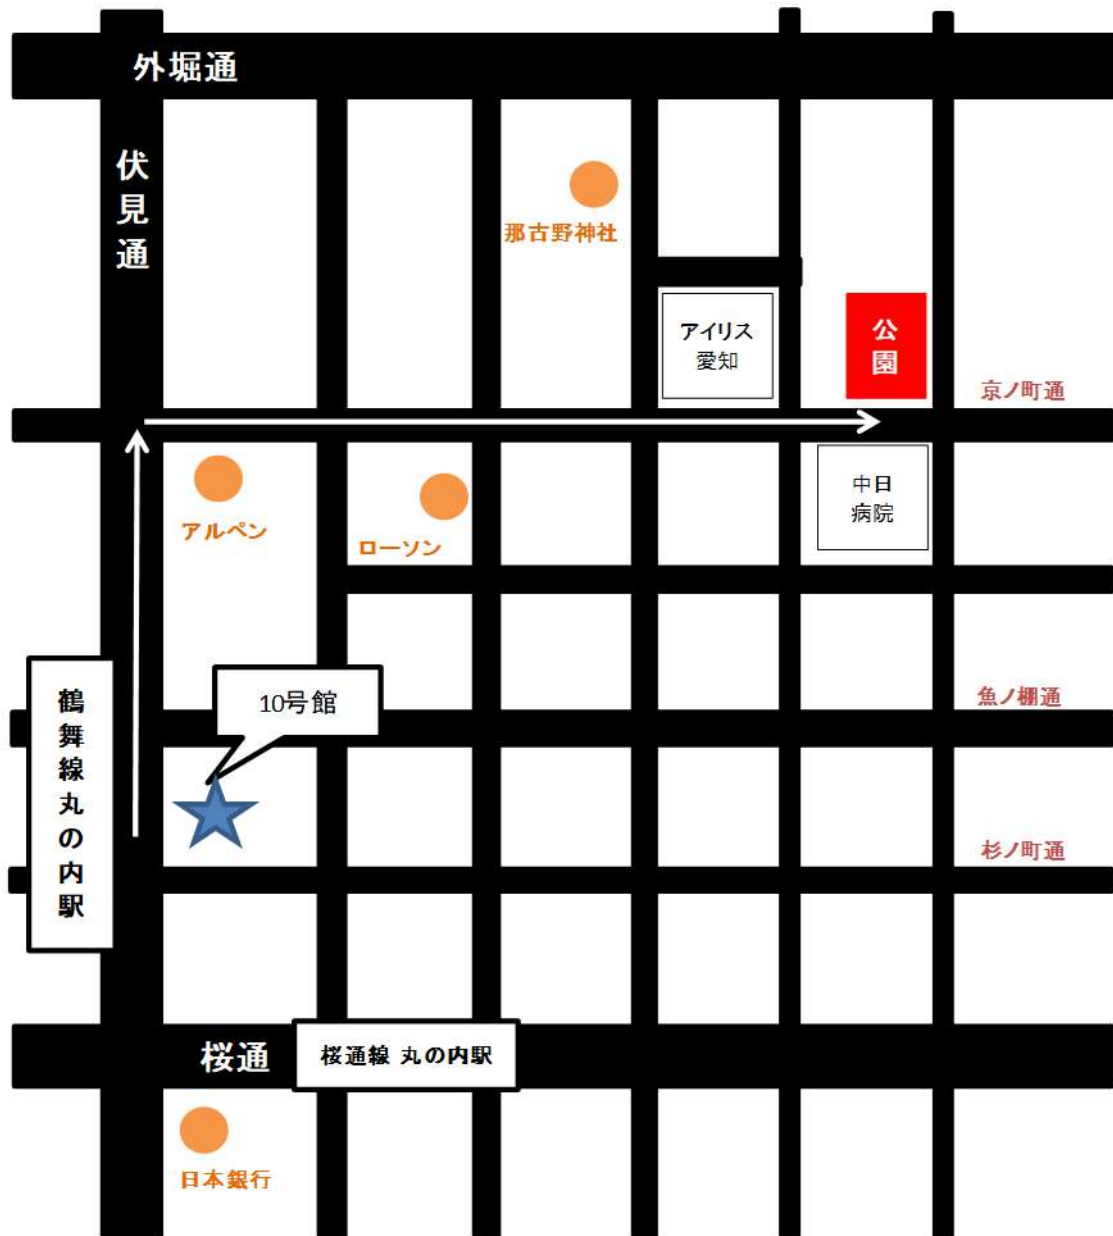 外堀通
伏見通
那古野神社
アイリス
愛知
公園
京ノ町通
中日
病院
アルペン
ローソン
鶴舞線丸の内駅
10号館
魚ノ棚通
杉ノ町通
桜通
桜通線 丸の内駅
日本銀行